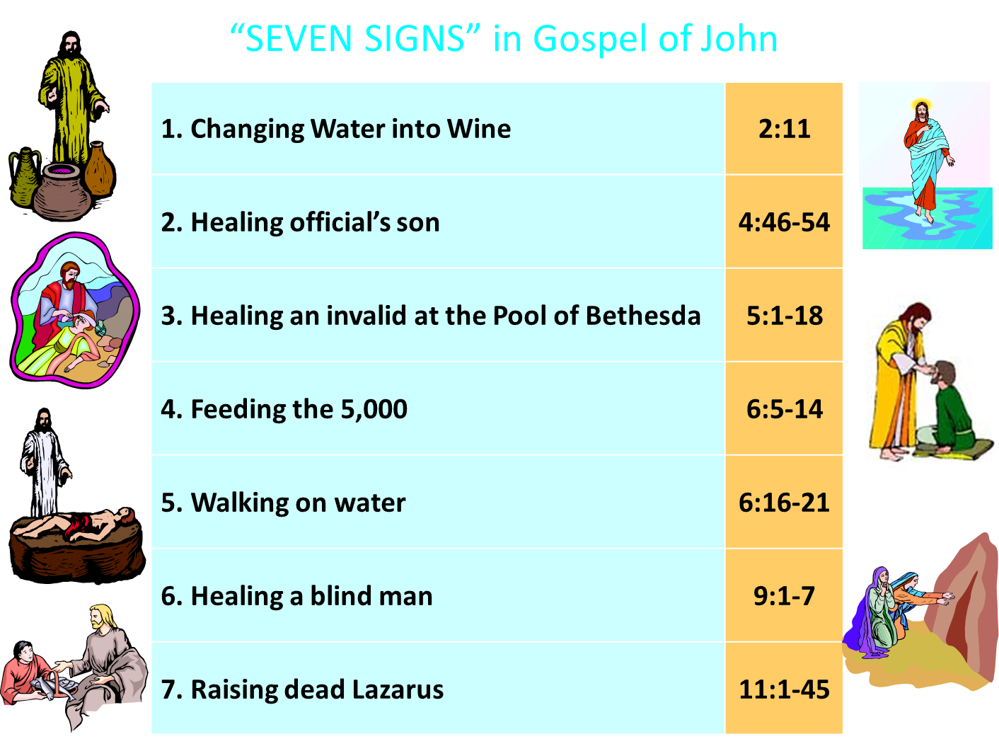 “SEVEN SIGNS” in Gospel of John
1. Changing Water into Wine 2:11
2. Healing official’s son 4:46-54
3. Healing an invalid at the Pool of Bethesda 5:1-18
4. Feeding the 5,000 6:5-14
5. Walking on water 6:16-21
6. Healing a blind man 9:1-7
7. Raising dead Lazarus 11:1-45